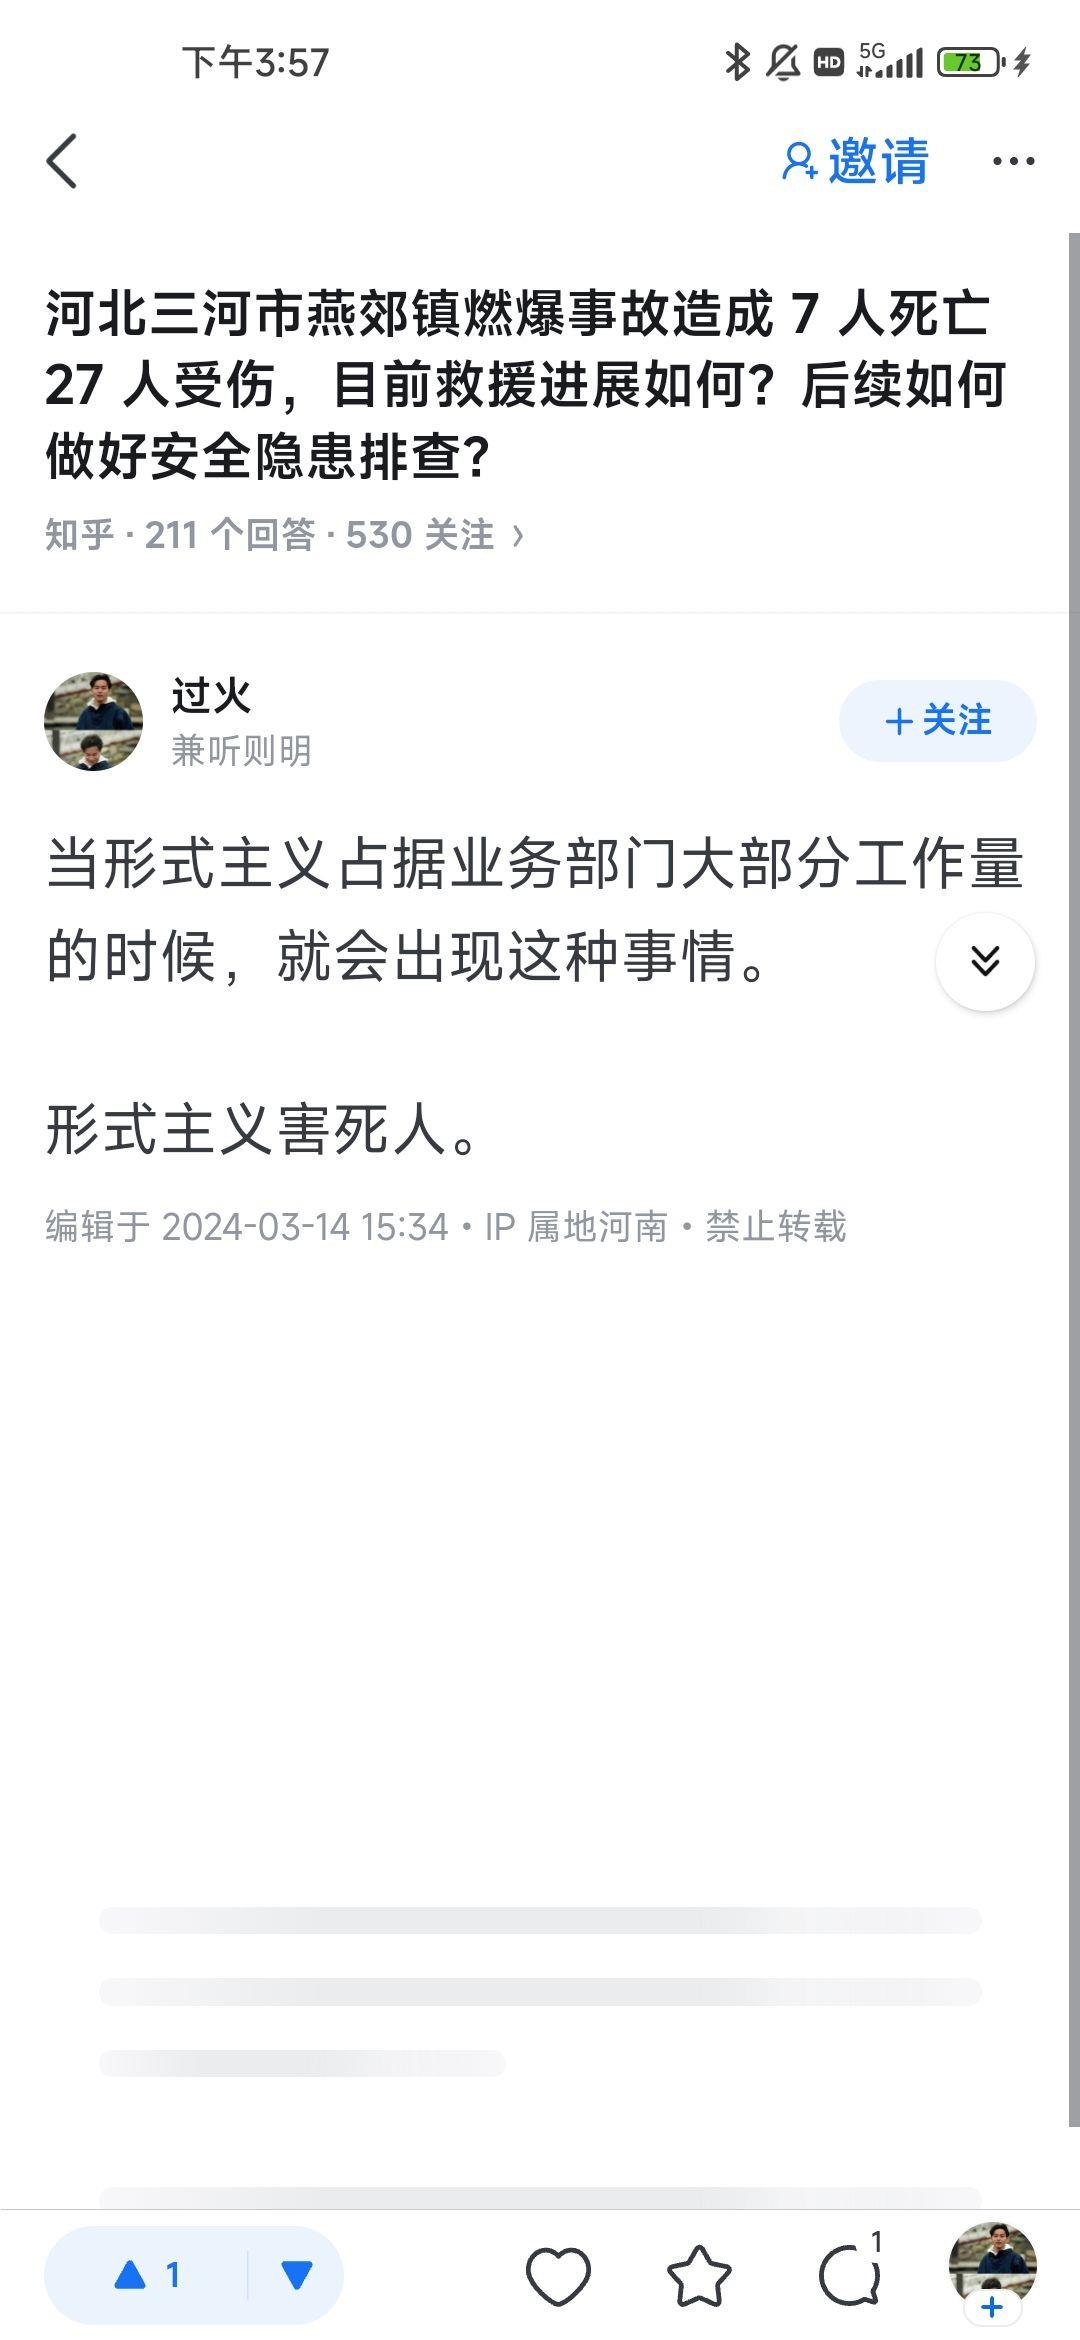 下午3:57
HD
5G
73
邀请
河北三河市燕郊镇燃爆事故造成 7 人死亡
27 人受伤，目前救援进展如何？后续如何
做好安全隐患排查？
知乎 · 211 个回答 · 530 关注 ›
过火
兼听则明
+ 关注
当形式主义占据业务部门大部分工作量
的时候，就会出现这种事情。
形式主义害死人。
编辑于 2024-03-14 15:34 · IP 属地河南 · 禁止转载
1
1